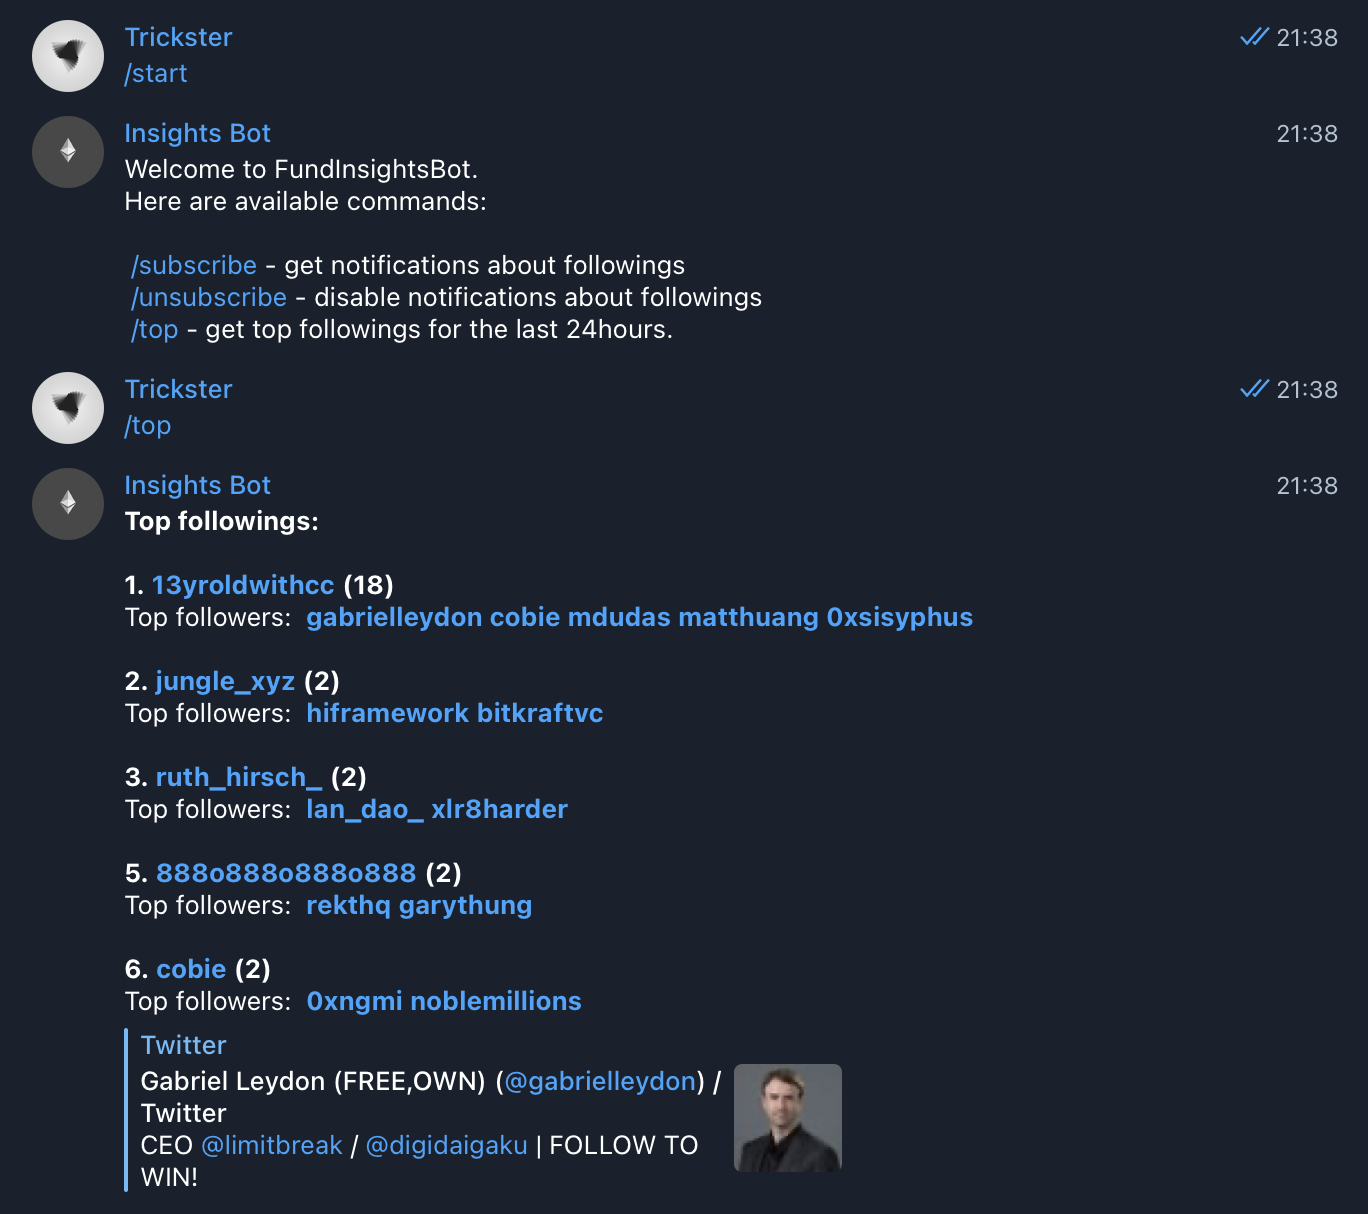 Trickster 21:38
/start
Insights Bot 21:38
Welcome to FundInsightsBot.
Here are available commands:
/subscribe - get notifications about followings
/unsubscribe - disable notifications about followings
/top - get top followings for the last 24hours.
Trickster 21:38
/top
Insights Bot 21:38
Top followings:
1. 13yroldwithcc (18)
Top followers: gabrielleydon cobie mdudas matthuang 0xsisyphus
2. jungle_xyz (2)
Top followers: hiframework bitkraftvc
3. ruth_hirsch_ (2)
Top followers: lan_dao_ xlr8harder
5. 888o888o888o888 (2)
Top followers: rekthq garythung
6. cobie (2)
Top followers: 0xngmi noblemillions
Twitter
Gabriel Leydon (FREE,OWN) (@gabrielleydon) /
Twitter
CEO @limitbreak / @digidaigaku | FOLLOW TO
WIN!